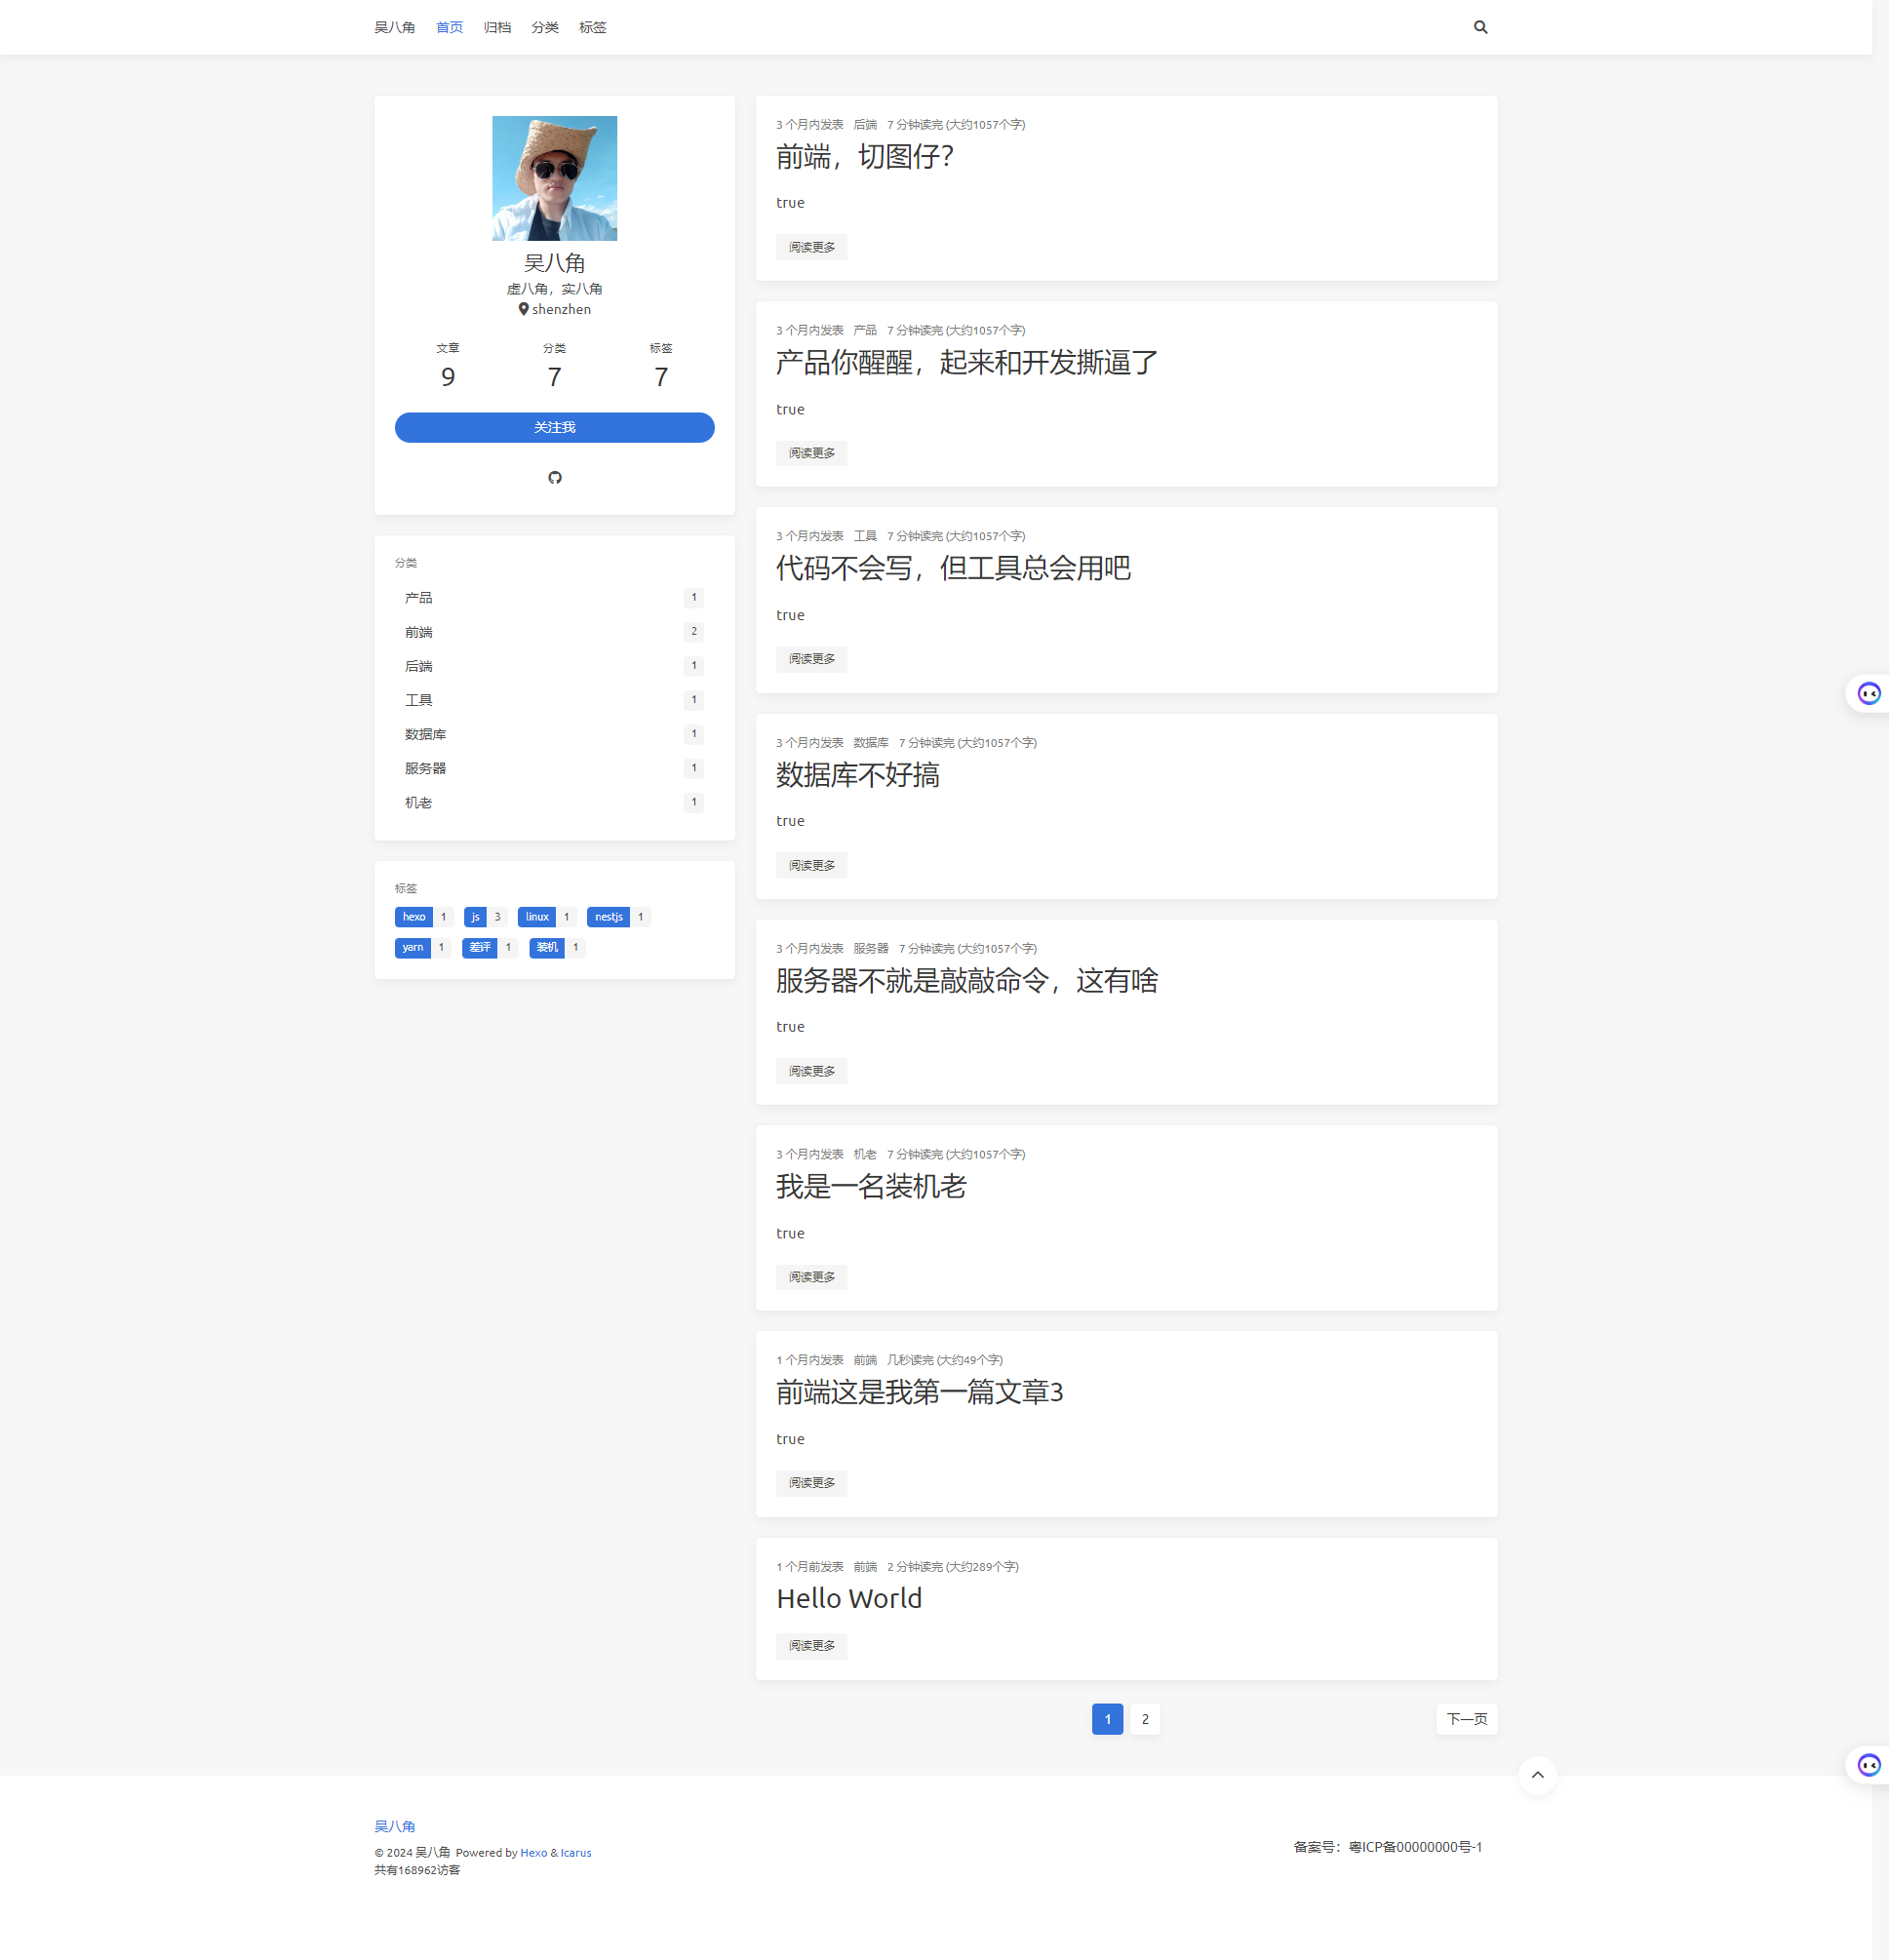 吴八角 首页 归档 分类 标签
吴八角
虚八角，实八角
shenzhen
文章 分类 标签
9 7 7
关注我
分类
产品 1
前端 2
后端 1
工具 1
数据库 1
服务器 1
机老 1
标签
hexo 1 js 3 linux 1 nestjs 1
yarn 1 差评 1 装机 1
3 个月内发表 后端 7 分钟读完 (大约1057个字)
前端，切图仔？
true
阅读更多
3 个月内发表 产品 7 分钟读完 (大约1057个字)
产品你醒醒，起来和开发撕逼了
true
阅读更多
3 个月内发表 工具 7 分钟读完 (大约1057个字)
代码不会写，但工具总会用吧
true
阅读更多
3 个月内发表 数据库 7 分钟读完 (大约1057个字)
数据库不好搞
true
阅读更多
3 个月内发表 服务器 7 分钟读完 (大约1057个字)
服务器不就是敲敲命令，这有啥
true
阅读更多
3 个月内发表 机老 7 分钟读完 (大约1057个字)
我是一名装机老
true
阅读更多
1 个月内发表 前端 几秒读完 (大约49个字)
前端这是我第一篇文章3
true
阅读更多
1 个月前发表 前端 2 分钟读完 (大约289个字)
Hello World
阅读更多
1 2 下一页
吴八角
© 2024 吴八角 Powered by Hexo & Icarus
共有168962访客
备案号：粤ICP备00000000号-1